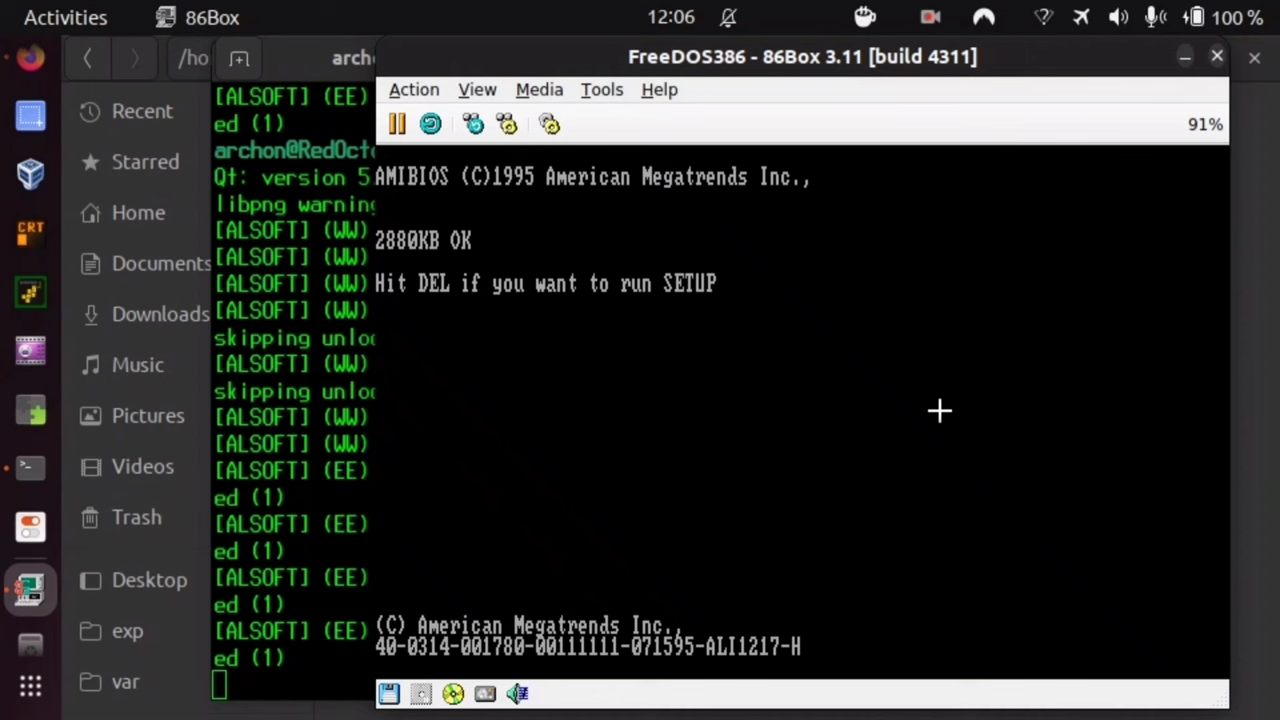 Activities
86Box
12:06
100 %
/ho
arch
FreeDOS386 - 86Box 3.11 [build 4311]
Action View Media Tools Help
91%
Recent
Starred
Home
Documents
Downloads
Music
Pictures
Videos
Trash
Desktop
exp
var
CRT
[ALSOFT] (EE)
ed (1)
archon@RedOcto
Qt: version 5
libpng warning
[ALSOFT] (WW)
[ALSOFT] (WW)
[ALSOFT] (WW)
[ALSOFT] (WW)
skipping unloc
[ALSOFT] (WW)
skipping unloc
[ALSOFT] (WW)
[ALSOFT] (WW)
[ALSOFT] (EE)
ed (1)
[ALSOFT] (EE)
ed (1)
[ALSOFT] (EE)
ed (1)
[ALSOFT] (EE)
ed (1)
AMIBIOS (C)1995 American Megatrends Inc.,
2880KB OK
Hit DEL if you want to run SETUP
(C) American Megatrends Inc.,
40-0314-001780-00111111-071595-ALI1217-H